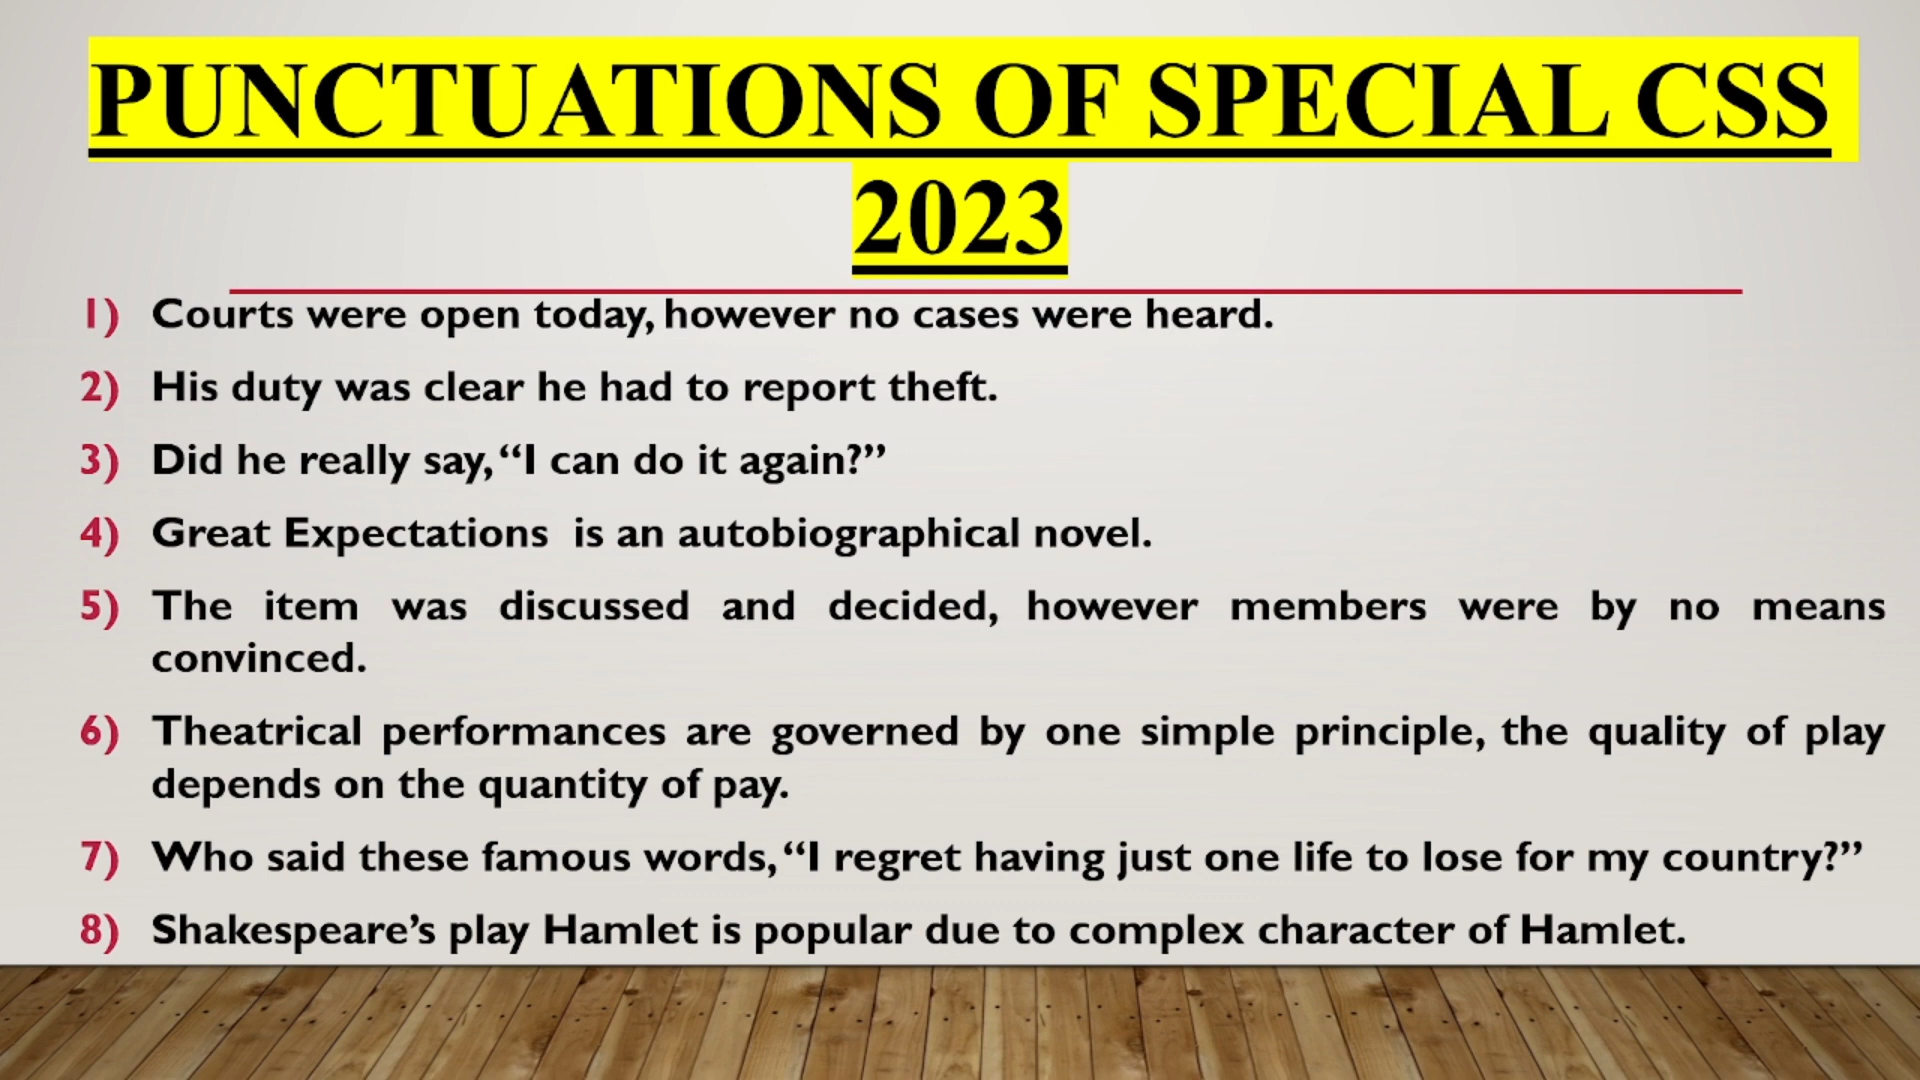 PUNCTUATIONS OF SPECIAL CSS
2023
1) Courts were open today, however no cases were heard.
2) His duty was clear he had to report theft.
3) Did he really say, “I can do it again?”
4) Great Expectations is an autobiographical novel.
5) The item was discussed and decided, however members were by no means
convinced.
6) Theatrical performances are governed by one simple principle, the quality of play
depends on the quantity of pay.
7) Who said these famous words, “I regret having just one life to lose for my country?”
8) Shakespeare’s play Hamlet is popular due to complex character of Hamlet.